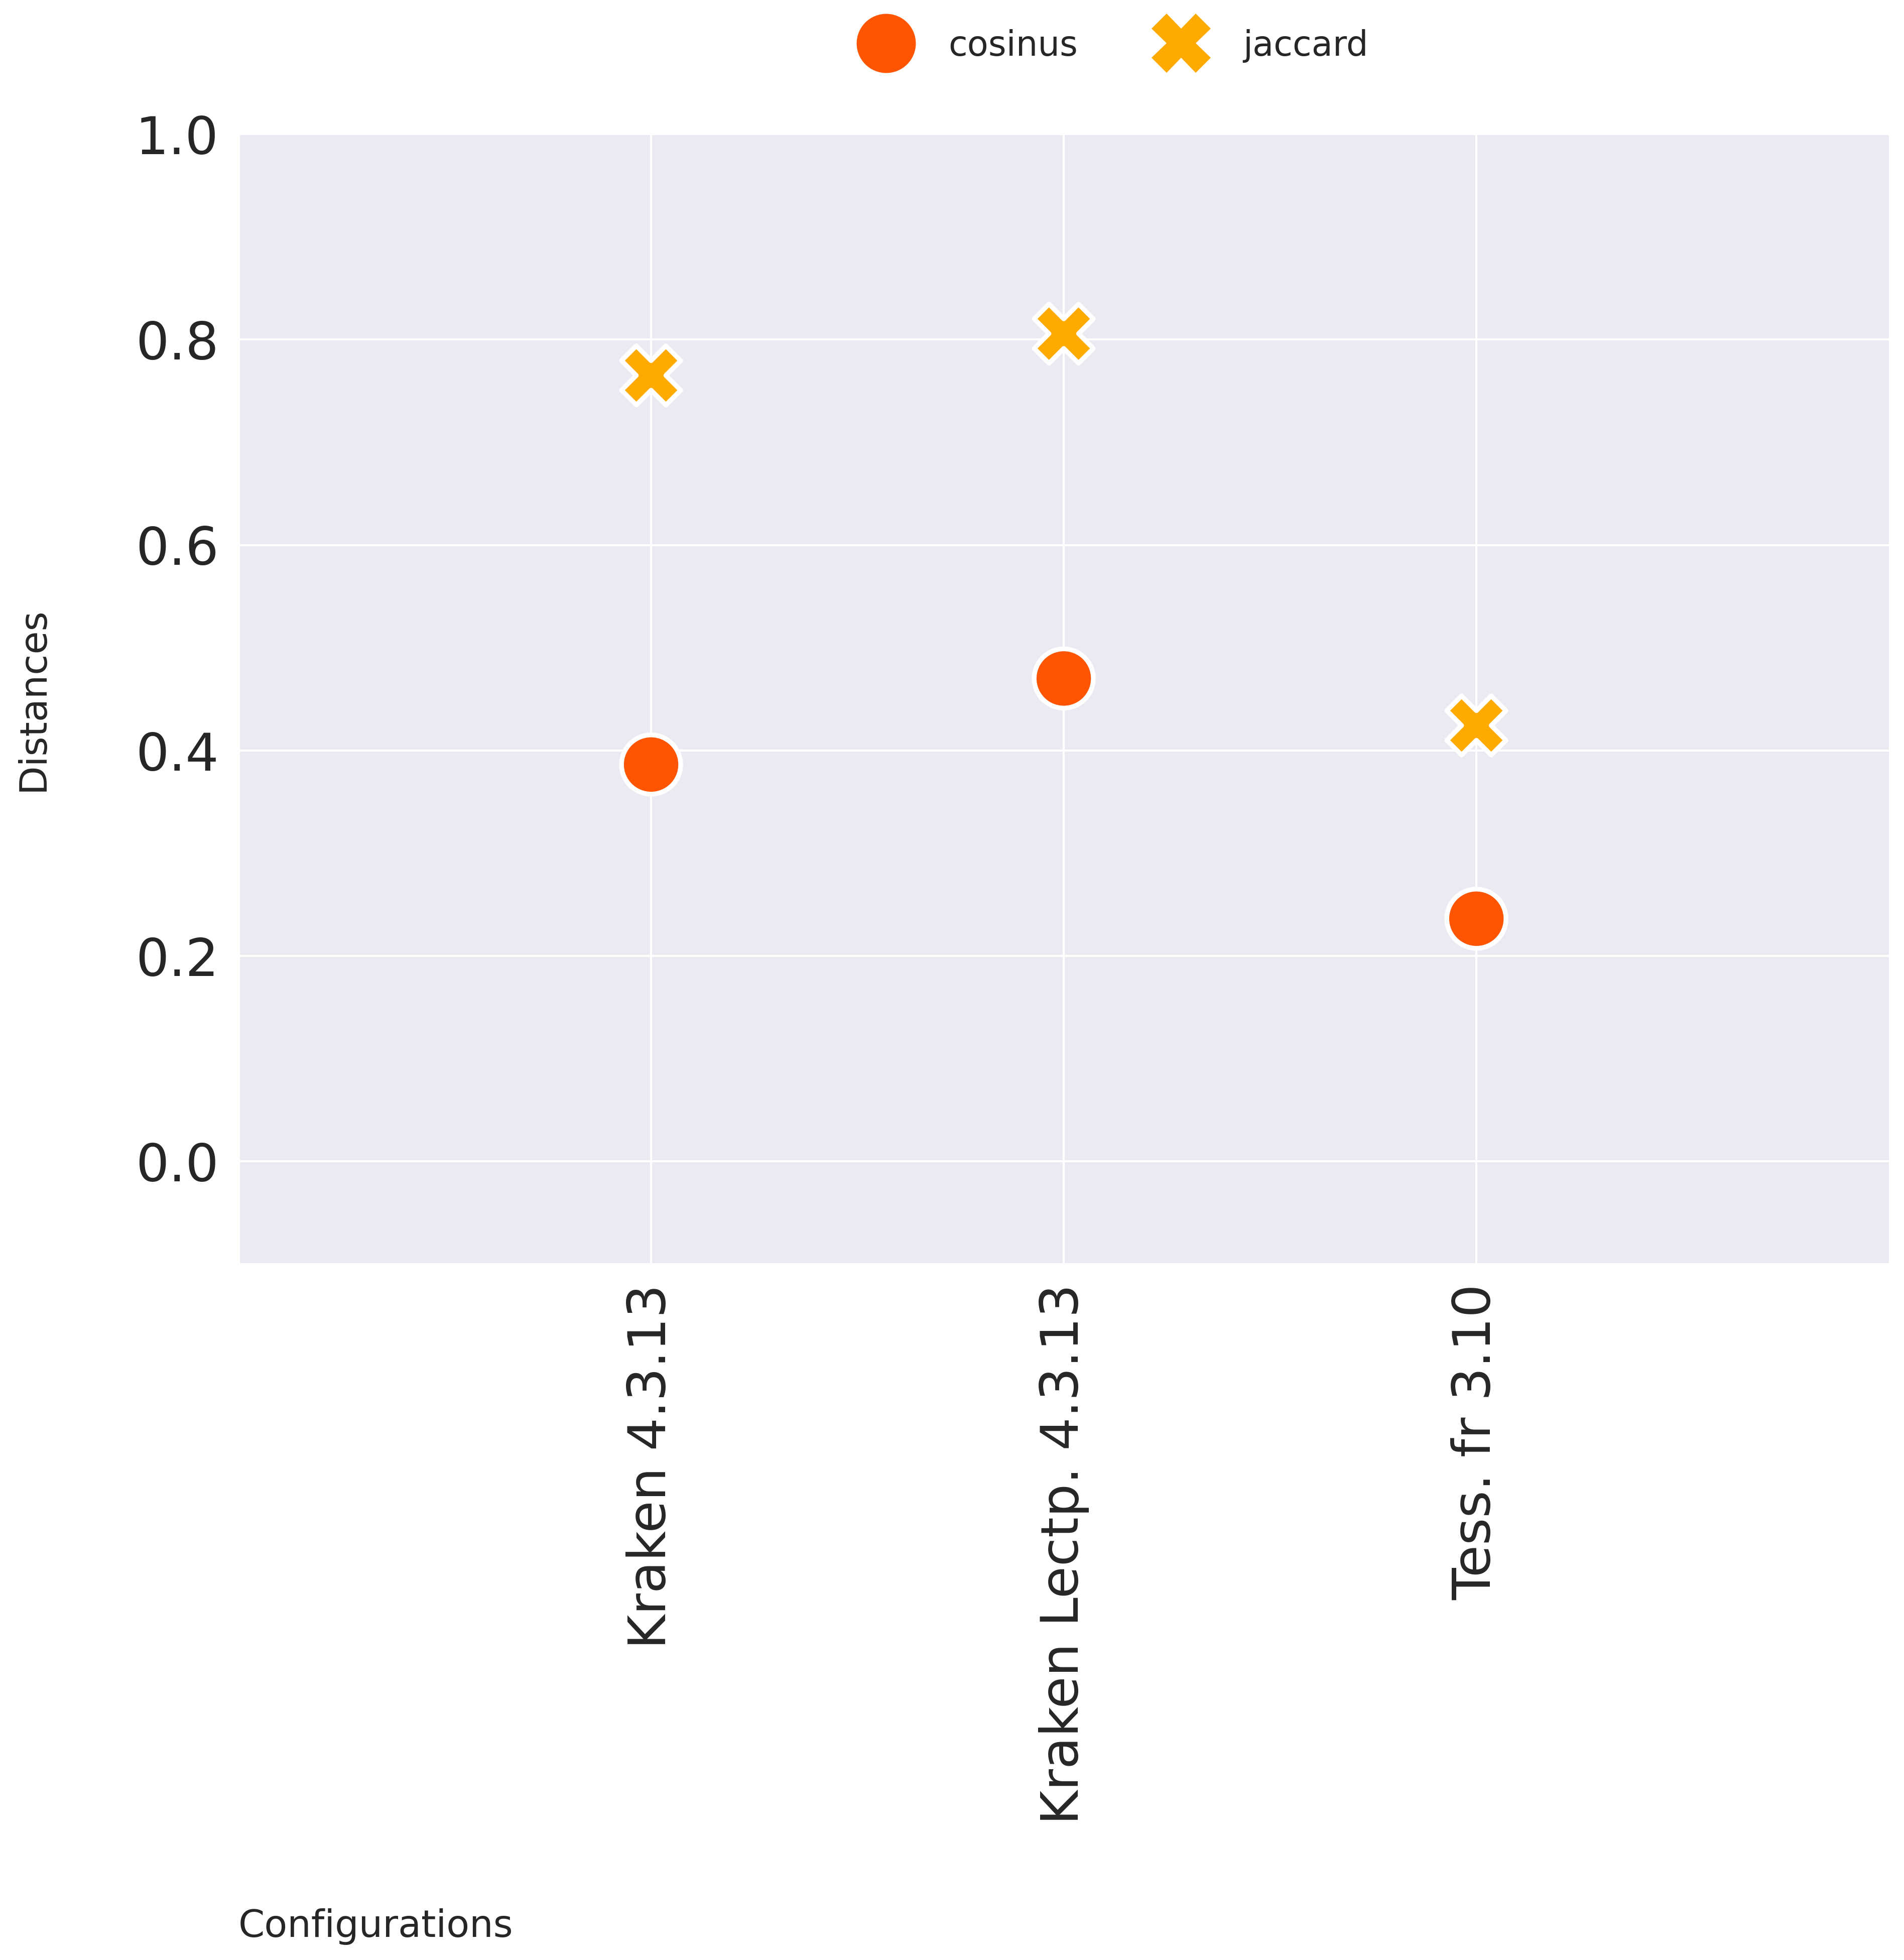 cosinus jaccard
1.0
0.8
0.6
0.4
0.2
0.0
Distances
Kraken 4.3.13
Kraken Lectp. 4.3.13
Tess. fr 3.10
Configurations